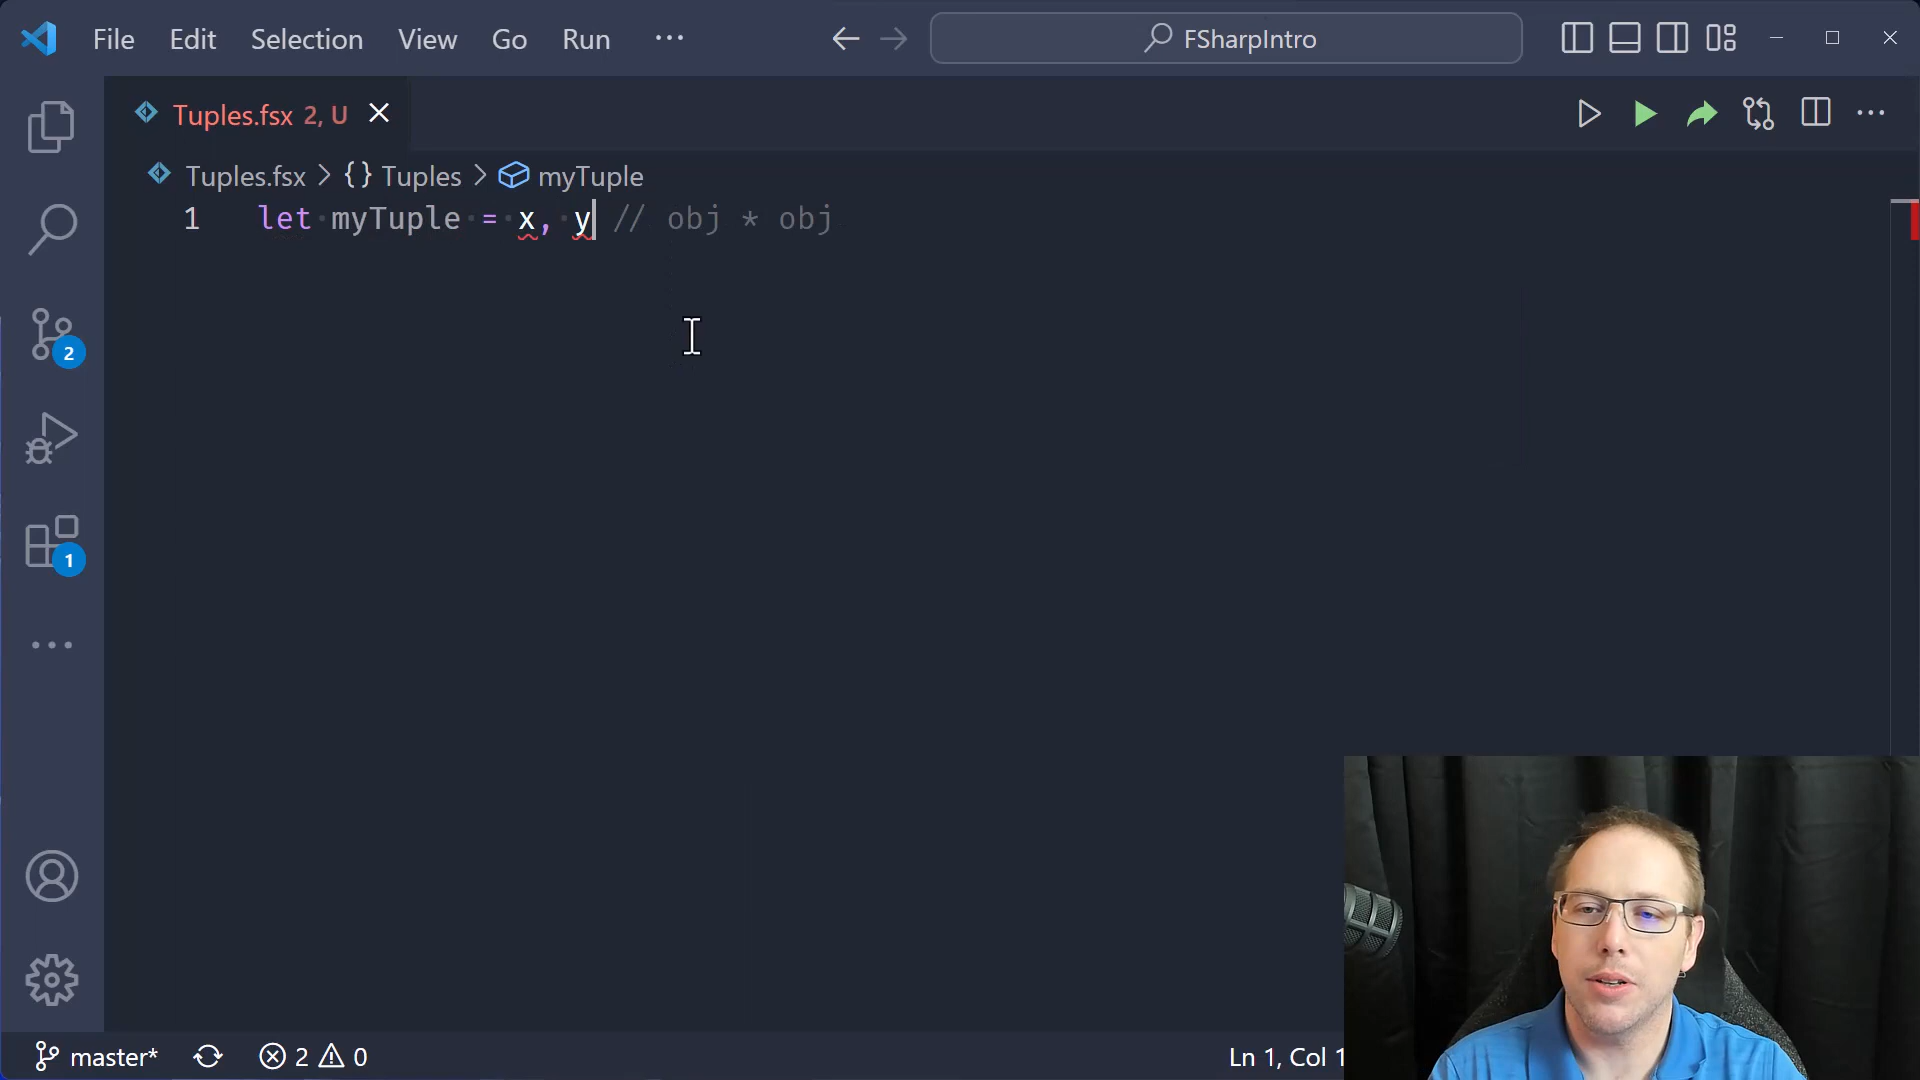 File Edit Selection View Go Run ··· FSharpIntro
Tuples.fsx 2, U
Tuples.fsx > {} Tuples > myTuple
1 let myTuple = x, y // obj * obj
2
1
master* 2 0 Ln 1, Col 1